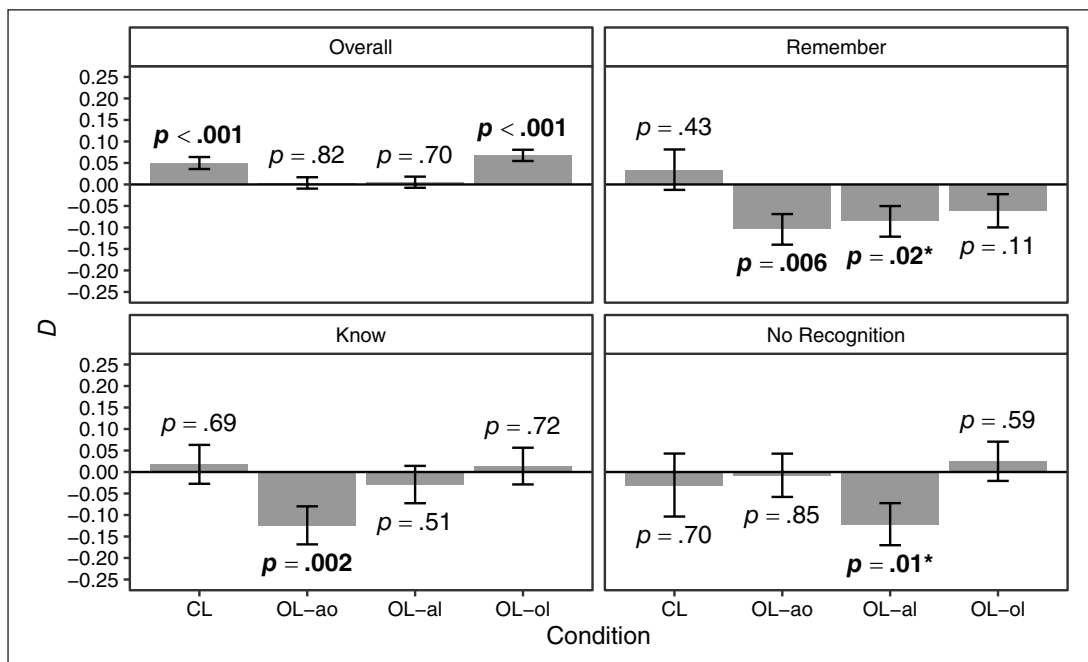 Overall
Remember
0.25
0.20
0.15
0.10
0.05
0.00
−0.05
−0.10
−0.15
−0.20
−0.25
p < .001
p = .82
p = .70
p < .001
p = .43
p = .006
p = .02*
p = .11
D
Know
No Recognition
0.25
0.20
0.15
0.10
0.05
0.00
−0.05
−0.10
−0.15
−0.20
−0.25
p = .69
p = .002
p = .51
p = .72
p = .70
p = .85
p = .01*
p = .59
CL OL−ao OL−al OL−ol CL OL−ao OL−al OL−ol
Condition